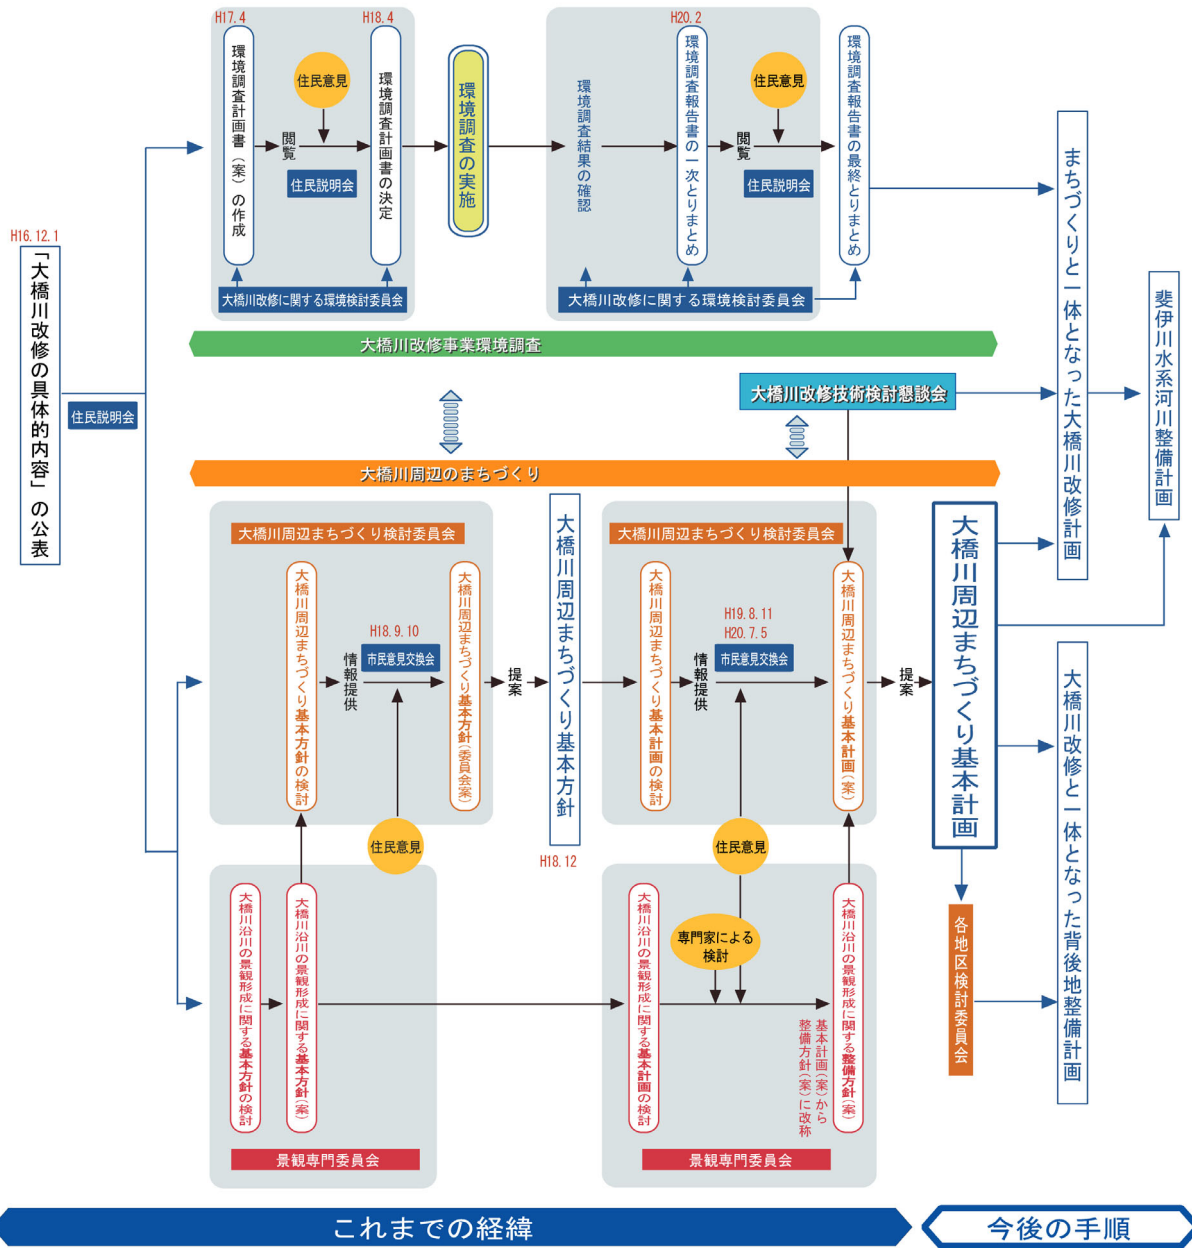 H16.12.1
「大橋川改修の具体的内容」の公表
住民説明会
H17.4
環境調査計画書（案）の作成
閲覧
住民意見
住民説明会
H18.4
環境調査計画書の決定
大橋川改修に関する環境検討委員会
環境調査の実施
環境調査結果の確認
H20.2
環境調査報告書の一次とりまとめ
閲覧
住民意見
住民説明会
環境調査報告書の最終とりまとめ
大橋川改修に関する環境検討委員会
大橋川改修事業環境調査
大橋川改修技術検討懇談会
大橋川周辺のまちづくり
大橋川周辺まちづくり検討委員会
大橋川周辺まちづくり基本方針の検討
情報提供
H18.9.10
市民意見交換会
住民意見
大橋川周辺まちづくり基本方針(委員会案)
提案
大橋川周辺まちづくり基本方針
H18.12
大橋川周辺まちづくり検討委員会
大橋川周辺まちづくり基本計画の検討
情報提供
H19.8.11
H20.7.5
市民意見交換会
住民意見
大橋川周辺まちづくり基本計画(案)
提案
大橋川周辺まちづくり基本計画
大橋川沿川の景観形成に関する基本方針の検討
大橋川沿川の景観形成に関する基本方針(案)
景観専門委員会
大橋川沿川の景観形成に関する基本計画の検討
専門家による
検討
基本計画(案)から
整備方針(案)に改称
大橋川沿川の景観形成に関する整備方針(案)
景観専門委員会
各地区検討委員会
まちづくりと一体となった大橋川改修計画
斐伊川水系河川整備計画
大橋川改修と一体となった背後地整備計画
これまでの経緯
今後の手順